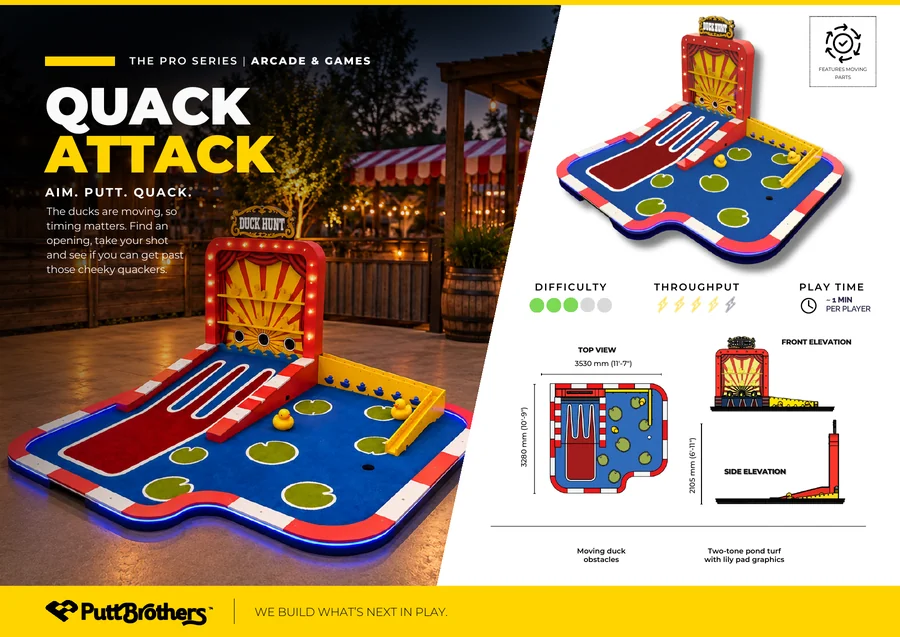 THE PRO SERIES | ARCADE & GAMES
QUACK
ATTACK
AIM. PUTT. QUACK.
The ducks are moving, so
timing matters. Find an
opening, take your shot
and see if you can get past
those cheeky quackers.
DUCK HUNT
DUCK HUNT
FEATURES MOVING
PARTS
DIFFICULTY
THROUGHPUT
PLAY TIME
~ 1 MIN
PER PLAYER
TOP VIEW
3530 mm (11'-7")
3280 mm (10'-9")
FRONT ELEVATION
2105 mm (6'-11")
SIDE ELEVATION
Moving duck
obstacles
Two-tone pond turf
with lily pad graphics
PuttBrothers™
WE BUILD WHAT'S NEXT IN PLAY.